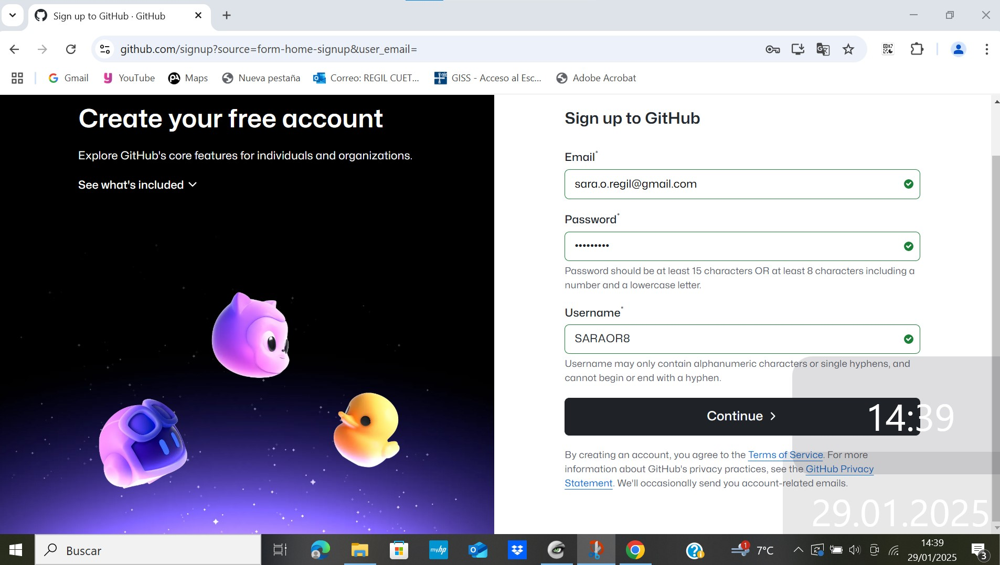 Sign up to GitHub · GitHub
github.com/signup?source=form-home-signup&user_email=
Gmail
YouTube
Maps
Nueva pestaña
Correo: REGIL CUET...
GISS - Acceso al Esc...
Adobe Acrobat
Create your free account
Explore GitHub's core features for individuals and organizations.
See what's included
Sign up to GitHub
Email*
sara.o.regil@gmail.com
Password*
•••••••••
Password should be at least 15 characters OR at least 8 characters including a
number and a lowercase letter.
Username*
SARAOR8
Username may only contain alphanumeric characters or single hyphens, and
cannot begin or end with a hyphen.
Continue
14:39
By creating an account, you agree to the Terms of Service. For more
information about GitHub's privacy practices, see the GitHub Privacy
Statement. We'll occasionally send you account-related emails.
29.01.2025
Buscar
myhp
1
7°C
14:39
29/01/2025
3